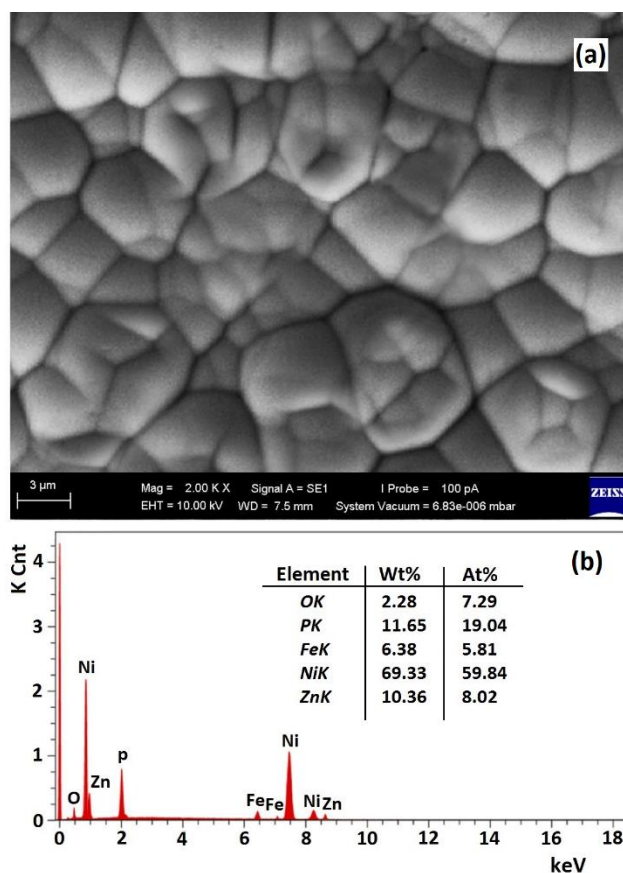 (a)
3 µm
Mag = 2.00 K X Signal A = SE1 I Probe = 100 pA
EHT = 10.00 kV WD = 7.5 mm System Vacuum = 6.83e-006 mbar
ZEISS
(b)
K Cnt
4
3
2
1
0
Element Wt% At%
OK 2.28 7.29
PK 11.65 19.04
FeK 6.38 5.81
NiK 69.33 59.84
ZnK 10.36 8.02
Ni
O
Zn
p
Fe
Fe
Ni
Ni
Zn
0 2 4 6 8 10 12 14 16 18
keV